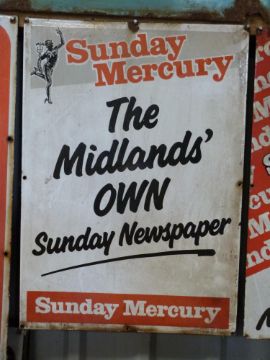 Sunday
Mercury
The
Midlands'
OWN
Sunday Newspaper
Sunday Mercury